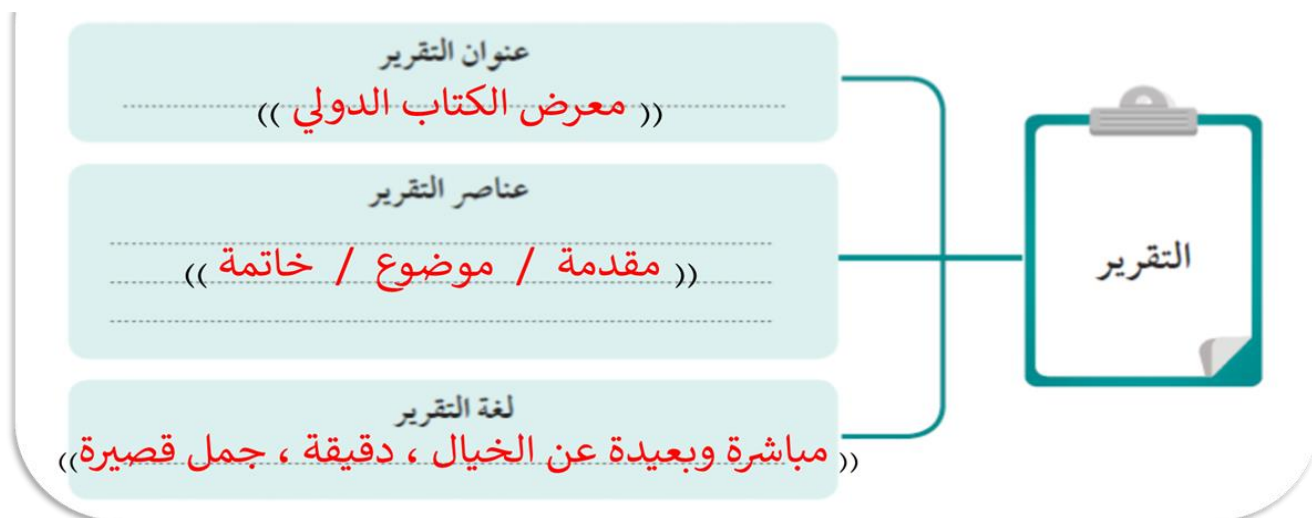 عنوان التقرير
(( معرض الكتاب الدولي ))
عناصر التقرير
(( مقدمة / موضوع / خاتمة ))
لغة التقرير
(( مباشرة وبعيدة عن الخيال ، دقيقة ، جمل قصيرة))
التقرير